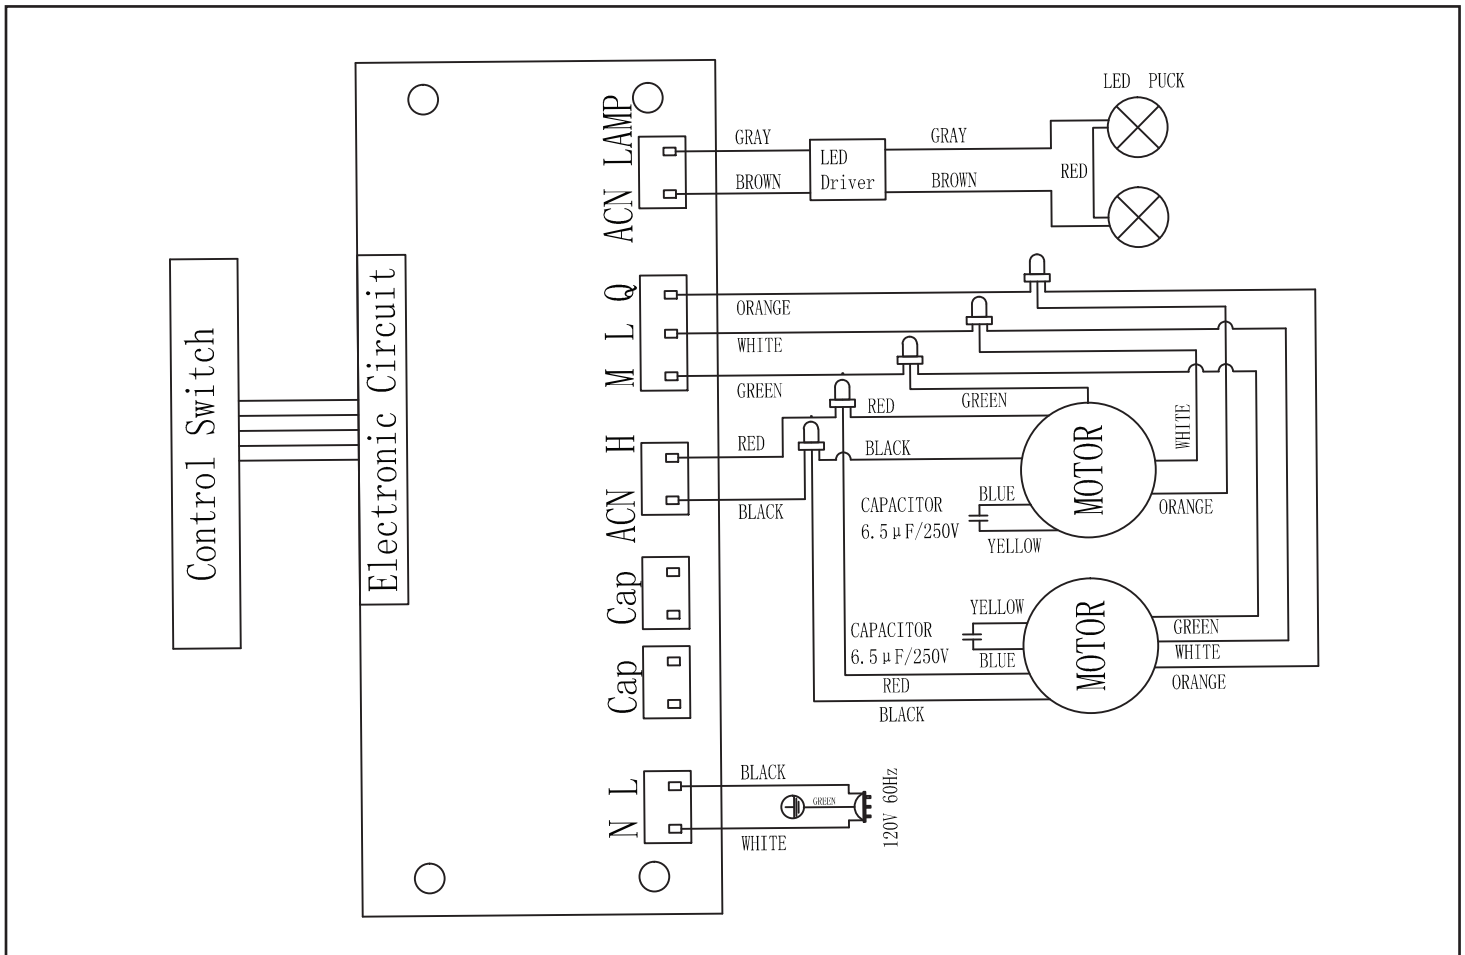 Control Switch
Electronic Circuit
ACN LAMP
GRAY
BROWN
LED
Driver
GRAY
BROWN
LED PUCK
RED
M L Q
ORANGE
WHITE
GREEN
ACN H
RED
BLACK
RED
GREEN
BLACK
WHITE
ORANGE
MOTOR
BLUE
CAPACITOR
6.5μF/250V
YELLOW
Cap
Cap
YELLOW
CAPACITOR
6.5μF/250V
BLUE
RED
BLACK
MOTOR
GREEN
WHITE
ORANGE
N L
BLACK
GREEN
WHITE
120V 60Hz